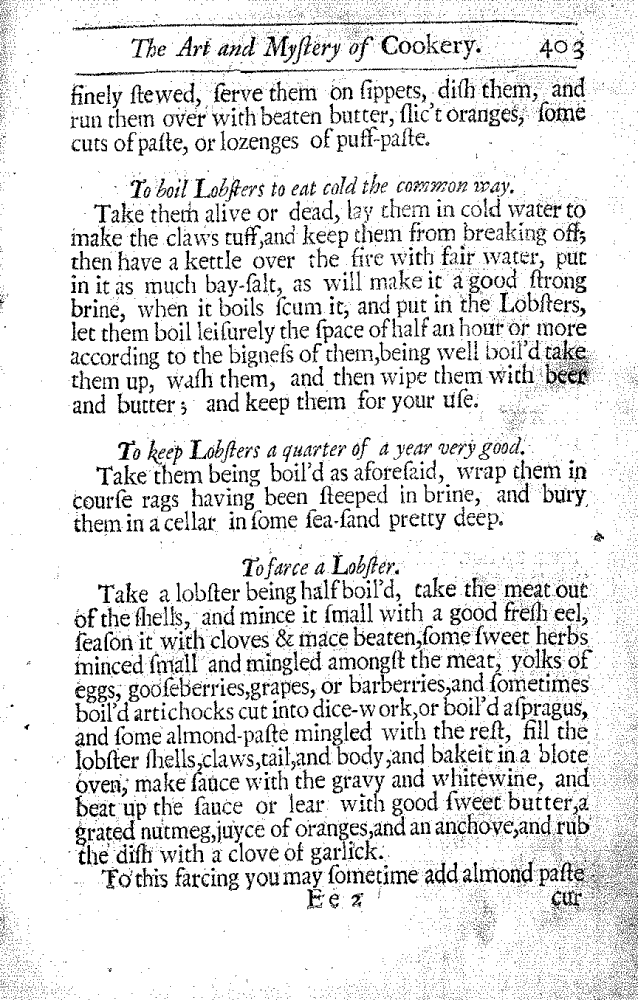 The Art and Myſtery of Cookery. 403
finely ſtewed, ſerve them on ſippets, diſh them, and
run them over with beaten butter, ſlic't oranges, ſome
cuts of paſte, or lozenges of puff-paſte.
To boil Lobſters to eat cold the common way.
Take them alive or dead, lay them in cold water to
make the claws tuff,and keep them from breaking off;
then have a kettle over the fire with fair water, put
in it as much bay-ſalt, as will make it a good ſtrong
brine, when it boils ſcum it, and put in the Lobſters,
let them boil leiſurely the ſpace of half an hour or more
according to the bigneſs of them,being well boil'd take
them up, waſh them, and then wipe them with beer
and butter; and keep them for your uſe.
To keep Lobſters a quarter of a year very good.
Take them being boil'd as aforeſaid, wrap them in
courſe rags having been ſteeped in brine, and bury
them in a cellar in ſome ſea-ſand pretty deep.
To farce a Lobſter.
Take a lobſter being half boil'd, take the meat out
of the ſhells, and mince it ſmall with a good freſh eel,
ſeaſon it with cloves & mace beaten,ſome ſweet herbs
minced ſmall and mingled amongſt the meat, yolks of
eggs, gooſeberries,grapes, or barberries,and ſometimes
boil'd artichocks cut into dice-work,or boil'd aſpragus,
and ſome almond-paſte mingled with the reſt, fill the
lobſter ſhells,claws,tail,and body,and bake it in a blote
oven, make ſauce with the gravy and whitewine, and
beat up the ſauce or lear with good ſweet butter,a
grated nutmeg,juyce of oranges,and an anchove,and rub
the diſh with a clove of garlick.
To this farcing you may ſometime add almond paſte
E e 2 cur